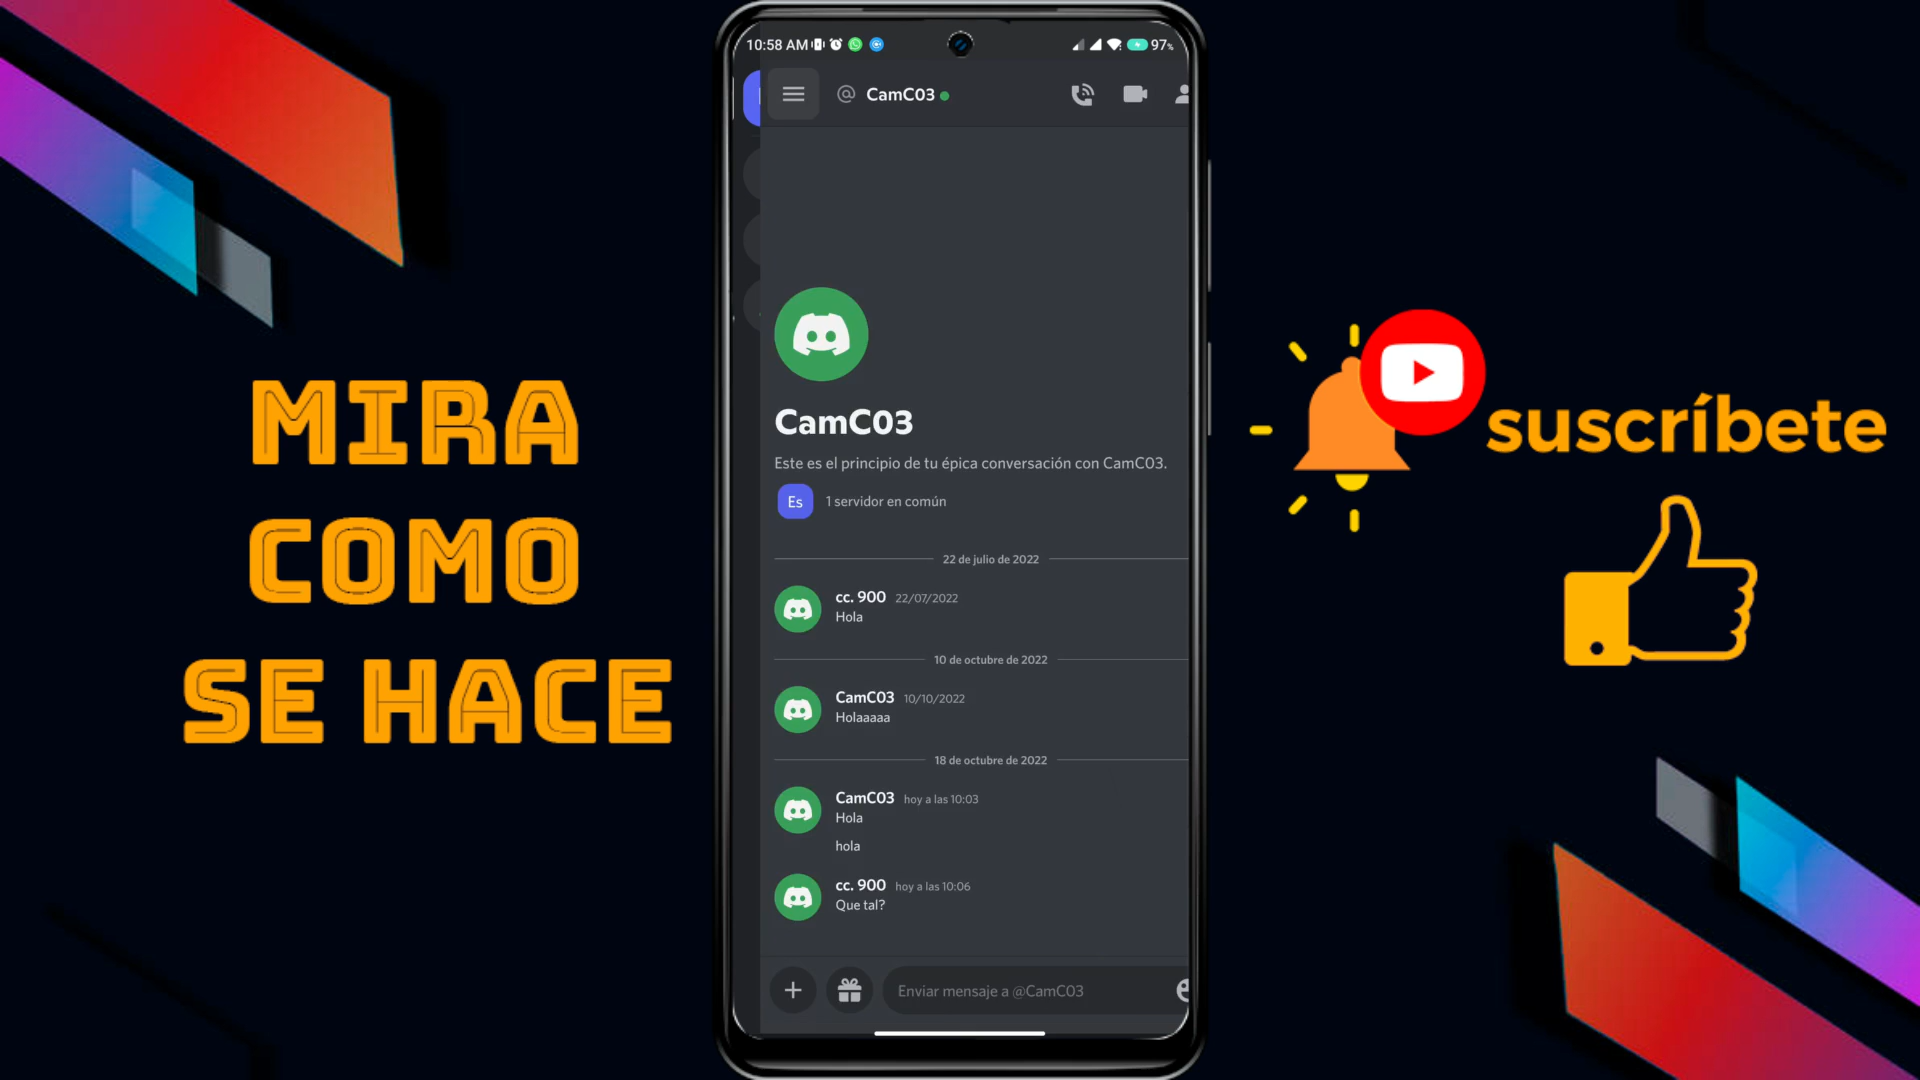 10:58 AM
97%
@ CamC03
CamC03
Este es el principio de tu épica conversación con CamC03.
Es 1 servidor en común
22 de julio de 2022
cc. 900 22/07/2022
Hola
10 de octubre de 2022
CamC03 10/10/2022
Holaaaaa
18 de octubre de 2022
CamC03 hoy a las 10:03
Hola
hola
cc. 900 hoy a las 10:06
Que tal?
Enviar mensaje a @CamC03
MIRA
COMO
SE HACE
suscríbete